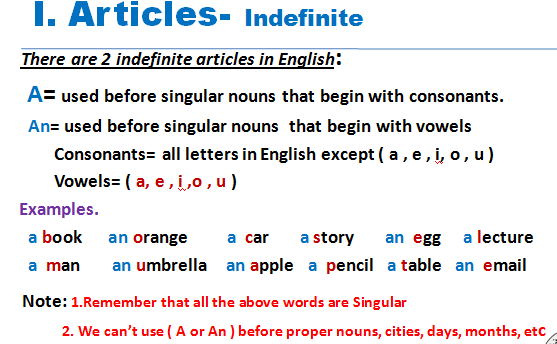 I. Articles- Indefinite
There are 2 indefinite articles in English:
A= used before singular nouns that begin with consonants.
An= used before singular nouns that begin with vowels
Consonants= all letters in English except ( a , e , i, o , u )
Vowels= ( a, e , i ,o , u )
Examples.
a book an orange a car a story an egg a lecture
a man an umbrella an apple a pencil a table an email
Note: 1.Remember that all the above words are Singular
2. We can't use ( A or An ) before proper nouns, cities, days, months, etc